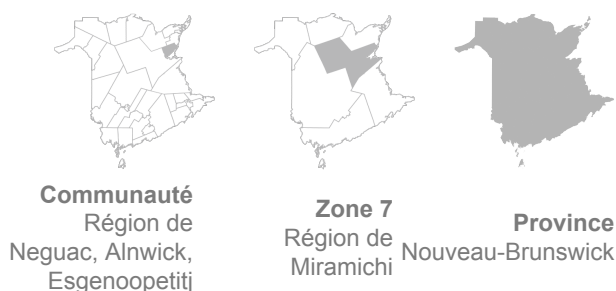 Communauté
Région de
Neguac, Alnwick,
Esgenoopetitj
Zone 7
Région de
Miramichi
Province
Nouveau-Brunswick